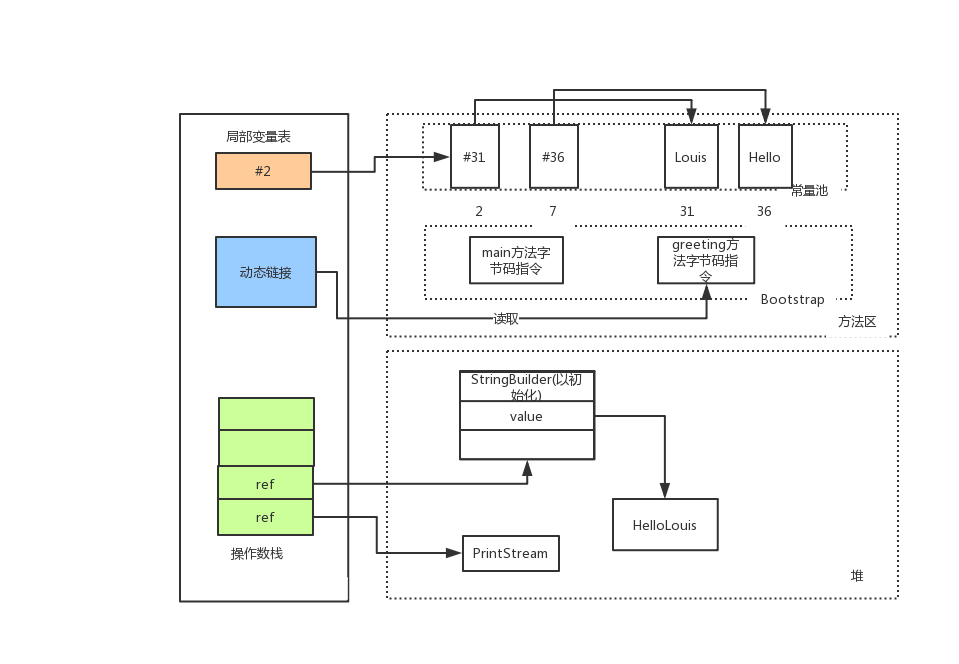 局部变量表
#2
动态链接
ref
ref
操作数栈
#31
#36
Louis
Hello
常量池
2
7
31
36
main方法字
节码指令
greeting方
法字节码指
令
Bootstrap
读取
方法区
StringBuilder(以初
始化)
value
HelloLouis
PrintStream
堆